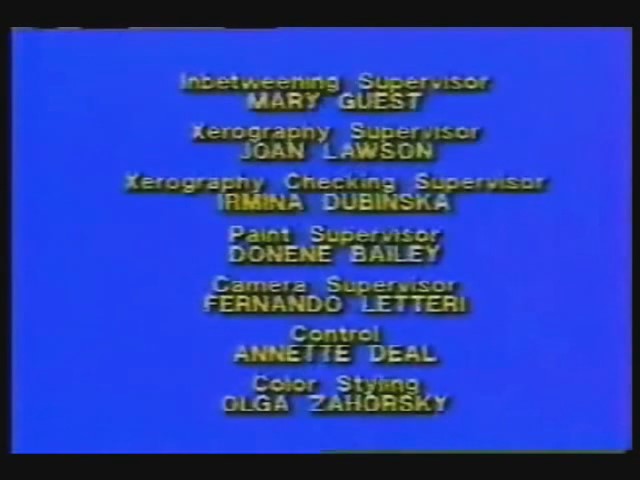 Inbetweening Supervisor
MARY GUEST
Xerography Supervisor
JOAN LAWSON
Xerography Checking Supervisor
IRMINA DUBINSKA
Paint Supervisor
DONENE BAILEY
Camera Supervisor
FERNANDO LETTERI
Control
ANNETTE DEAL
Color Styling
OLGA ZAHORSKY